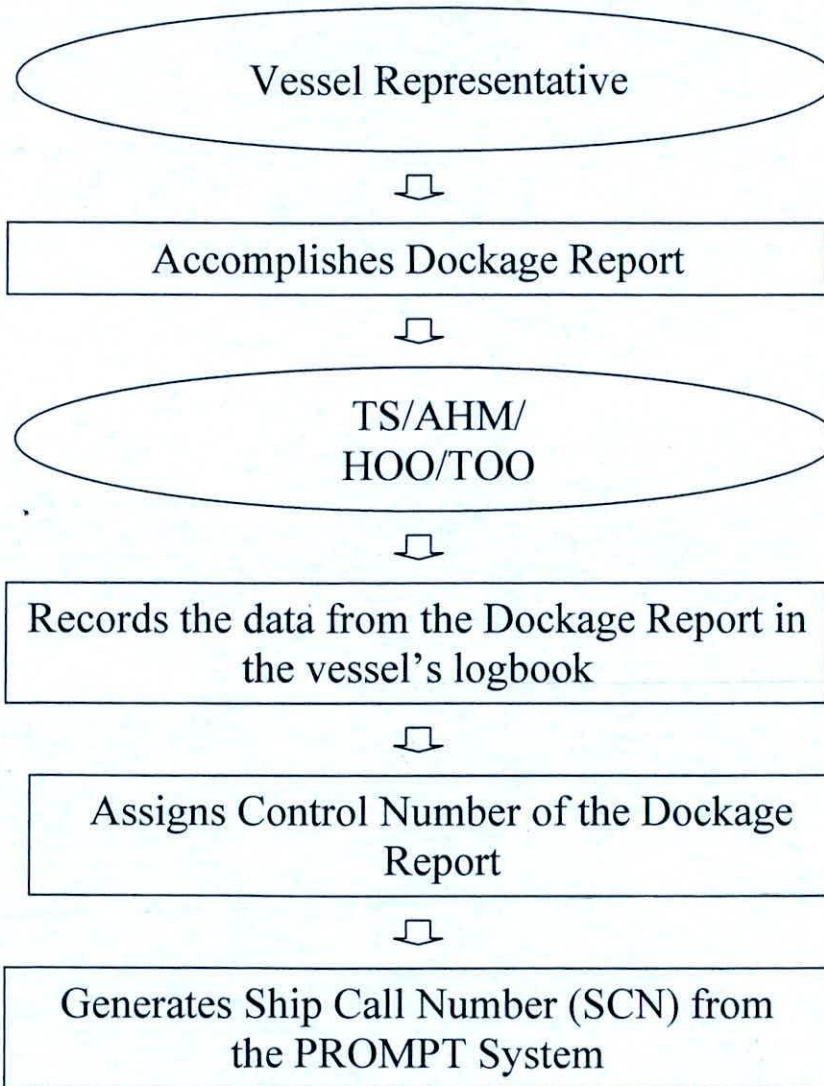 Vessel Representative
Accomplishes Dockage Report
TS/AHM/
HOO/TOO
Records the data from the Dockage Report in
the vessel's logbook
Assigns Control Number of the Dockage
Report
Generates Ship Call Number (SCN) from
the PROMPT System